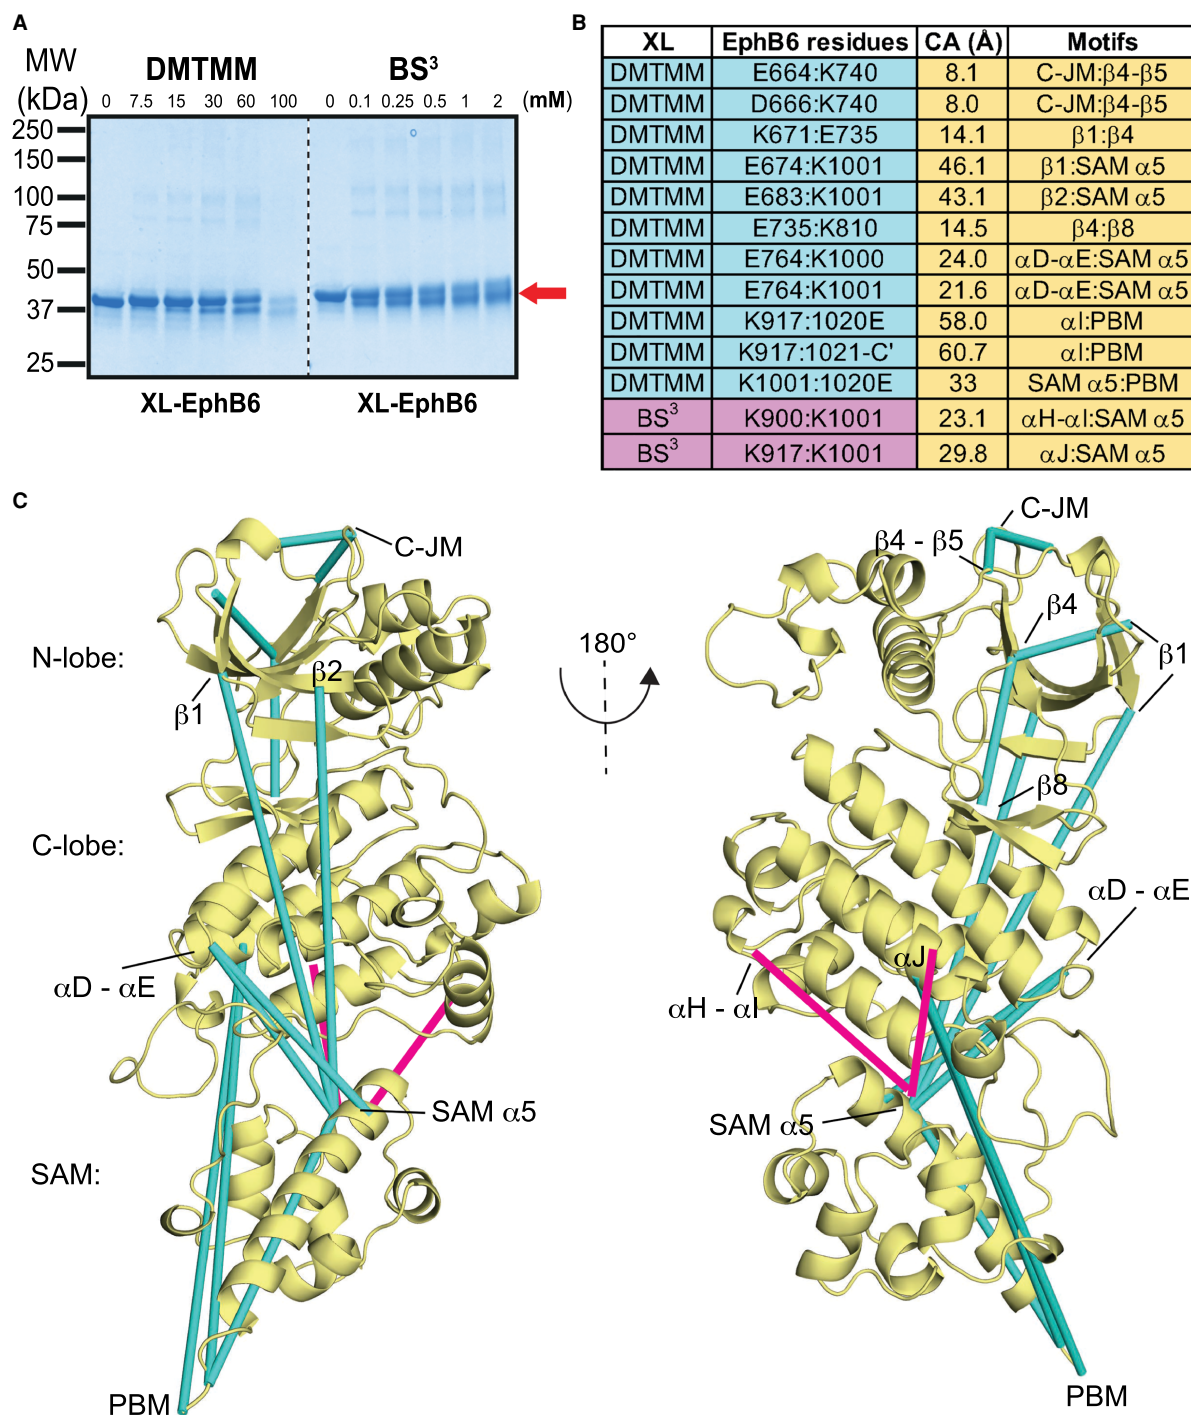 A
MW
(kDa)
DMTMM
BS³
0 7.5 15 30 60 100 0 0.1 0.25 0.5 1 2 (mM)
250
150
100
75
50
37
25
XL-EphB6 XL-EphB6
B
XL EphB6 residues CA (Å) Motifs
DMTMM E664:K740 8.1 C-JM:β4-β5
DMTMM D666:K740 8.0 C-JM:β4-β5
DMTMM K671:E735 14.1 β1:β4
DMTMM E674:K1001 46.1 β1:SAM α5
DMTMM E683:K1001 43.1 β2:SAM α5
DMTMM E735:K810 14.5 β4:β8
DMTMM E764:K1000 24.0 αD-αE:SAM α5
DMTMM E764:K1001 21.6 αD-αE:SAM α5
DMTMM K917:1020E 58.0 αI:PBM
DMTMM K917:1021-C' 60.7 αI:PBM
DMTMM K1001:1020E 33 SAM α5:PBM
BS³ K900:K1001 23.1 αH-αI:SAM α5
BS³ K917:K1001 29.8 αJ:SAM α5
C
C-JM
N-lobe:
β2
β1
C-lobe:
αD - αE
SAM α5
SAM:
PBM
180°
C-JM
β4 - β5
β4
β1
β8
αD - αE
αJ
αH - αI
SAM α5
PBM